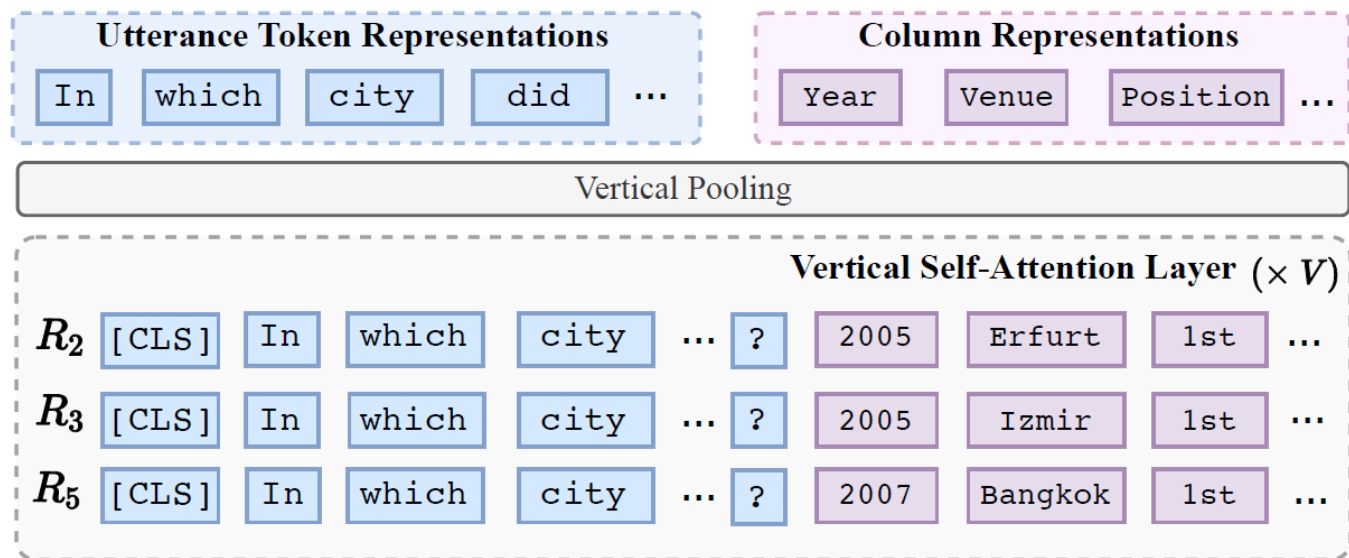 Utterance Token Representations
In which city did ...
Column Representations
Year Venue Position ...
Vertical Pooling
Vertical Self-Attention Layer (× V)
R2 [CLS] In which city ... ? 2005 Erfurt 1st ...
R3 [CLS] In which city ... ? 2005 Izmir 1st ...
R5 [CLS] In which city ... ? 2007 Bangkok 1st ...